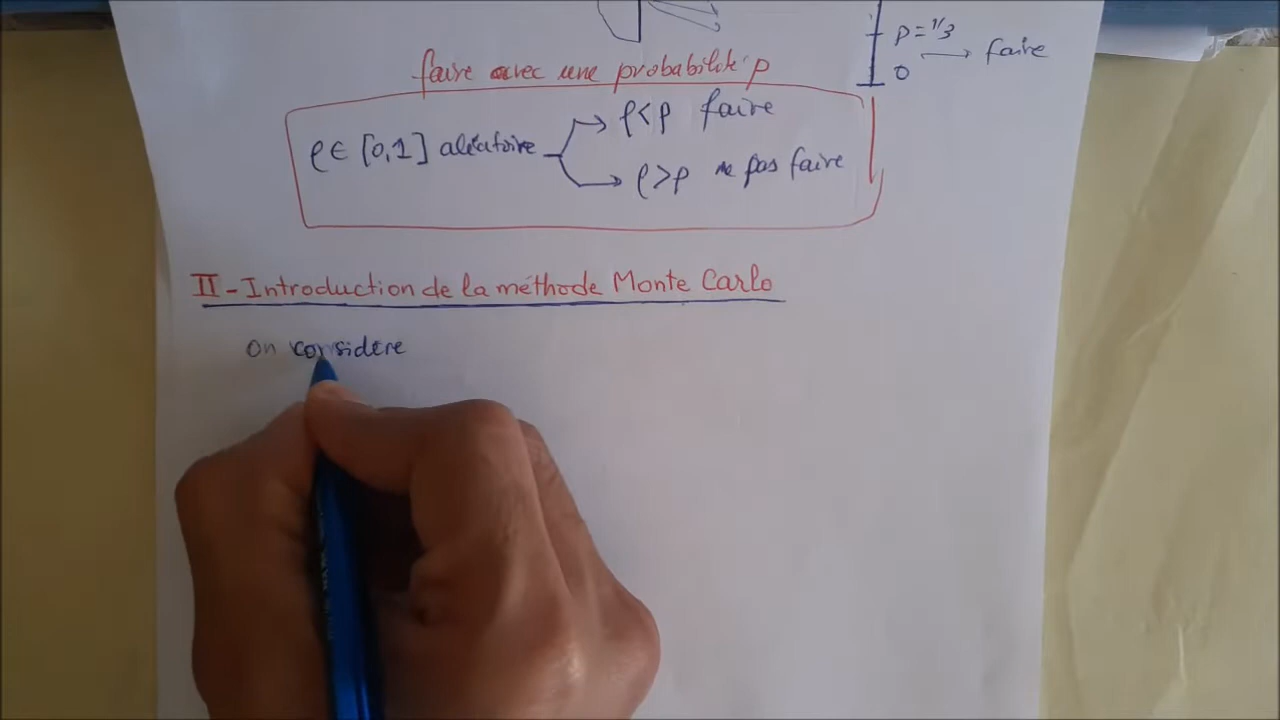 p = 1/3
0 → faire
faire avec une probabilité p
ρ ∈ [0,1] aléatoire → ρ<p faire
→ ρ>p ne pas faire
II - Introduction de la méthode Monte Carlo
On considère